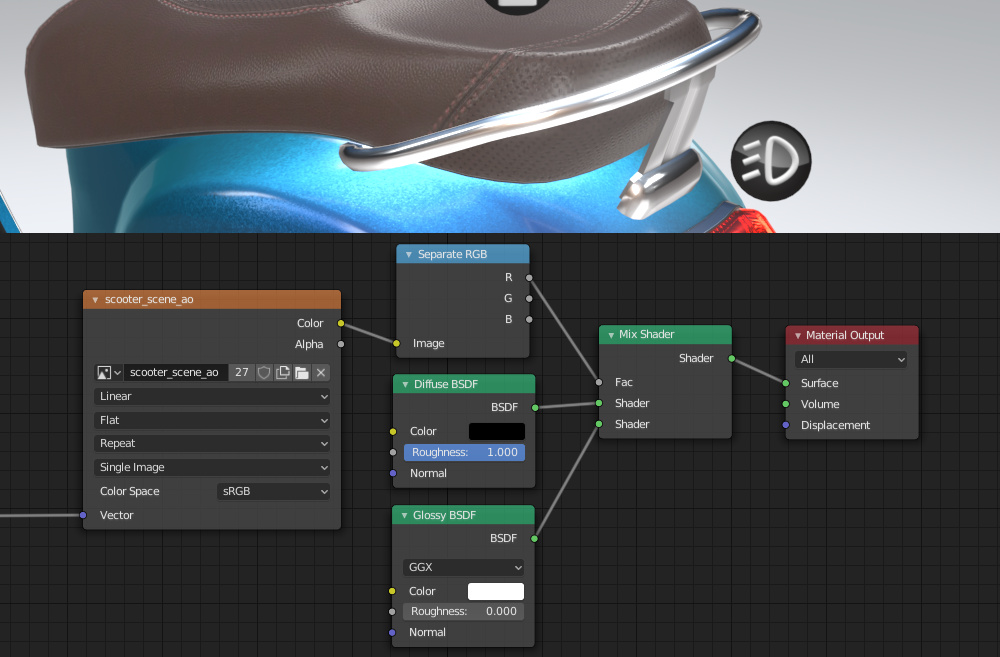 scooter_scene_ao
Color
Alpha
scooter_scene_ao 27
Linear
Flat
Repeat
Single Image
Color Space sRGB
Vector
Separate RGB
R
G
B
Image
Diffuse BSDF
BSDF
Color
Roughness: 1.000
Normal
Glossy BSDF
BSDF
GGX
Color
Roughness: 0.000
Normal
Mix Shader
Shader
Fac
Shader
Shader
Material Output
All
Surface
Volume
Displacement